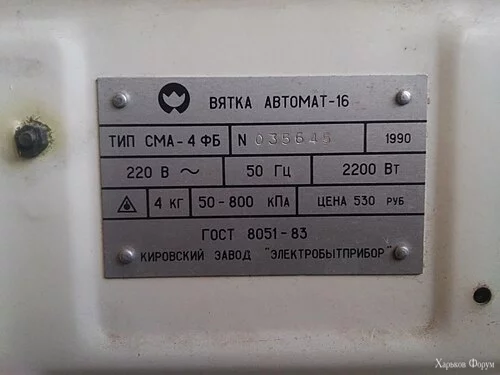 ВЯТКА АВТОМАТ-16
ТИП СМА-4 ФБ N 035645 1990
220 В ~ 50 Гц 2200 Вт
4 КГ 50-800 кПа ЦЕНА 530 РУБ
ГОСТ 8051-83
КИРОВСКИЙ ЗАВОД "ЭЛЕКТРОБЫТПРИБОР"
Харьков Форум